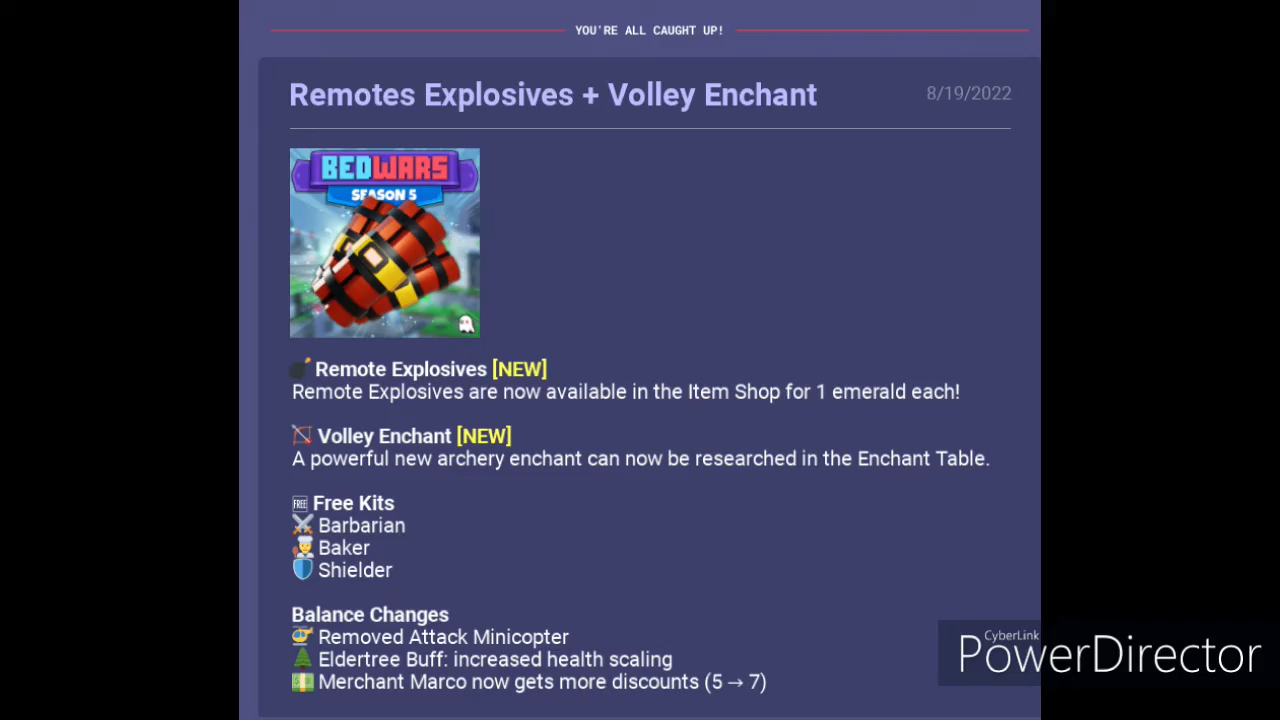 YOU'RE ALL CAUGHT UP!
Remotes Explosives + Volley Enchant
8/19/2022
BEDWARS
SEASON 5
Remote Explosives [NEW]
Remote Explosives are now available in the Item Shop for 1 emerald each!
Volley Enchant [NEW]
A powerful new archery enchant can now be researched in the Enchant Table.
FREE Free Kits
Barbarian
Baker
Shielder
Balance Changes
Removed Attack Minicopter
Eldertree Buff: increased health scaling
Merchant Marco now gets more discounts (5 → 7)
CyberLink
PowerDirector